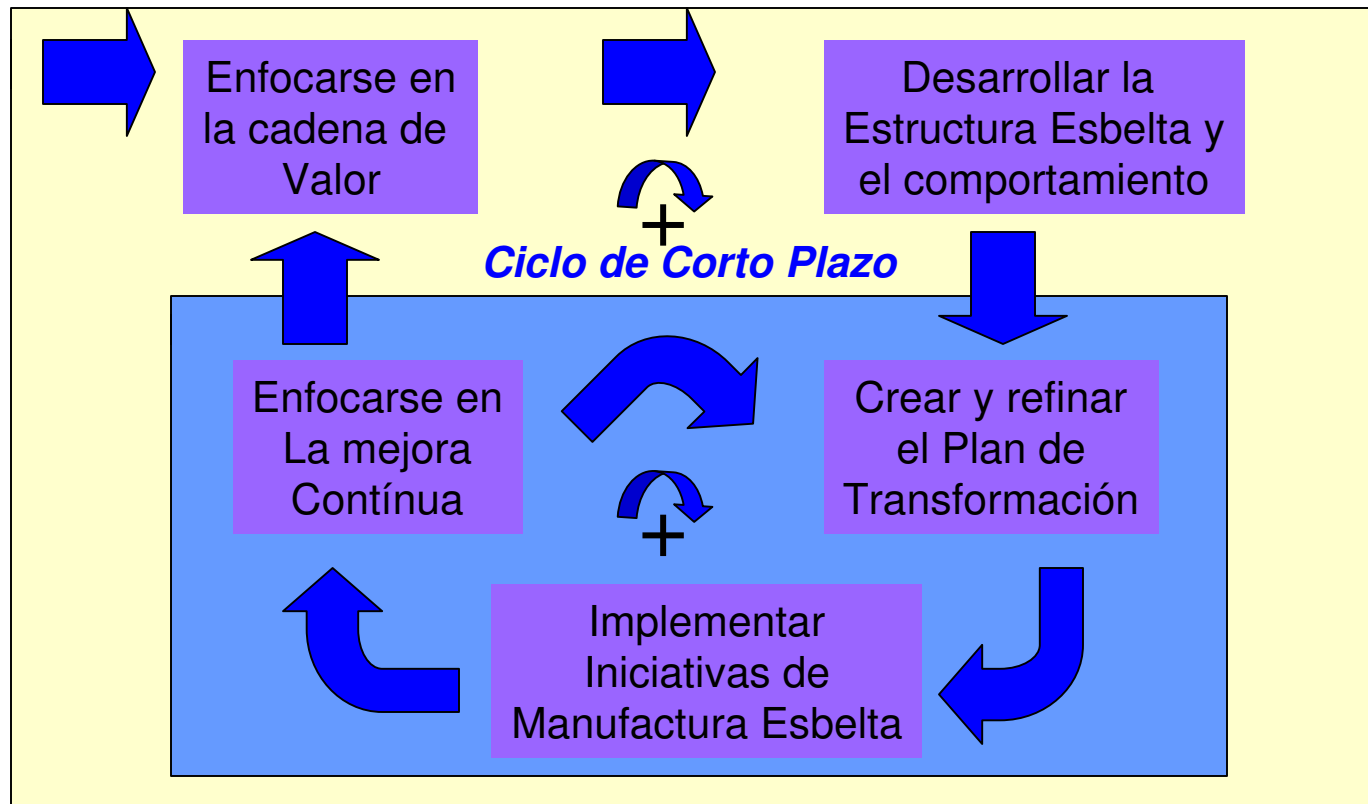 Enfocarse en
la cadena de
Valor
Desarrollar la
Estructura Esbelta y
el comportamiento
+
Ciclo de Corto Plazo
Enfocarse en
La mejora
Contínua
Crear y refinar
el Plan de
Transformación
+
Implementar
Iniciativas de
Manufactura Esbelta